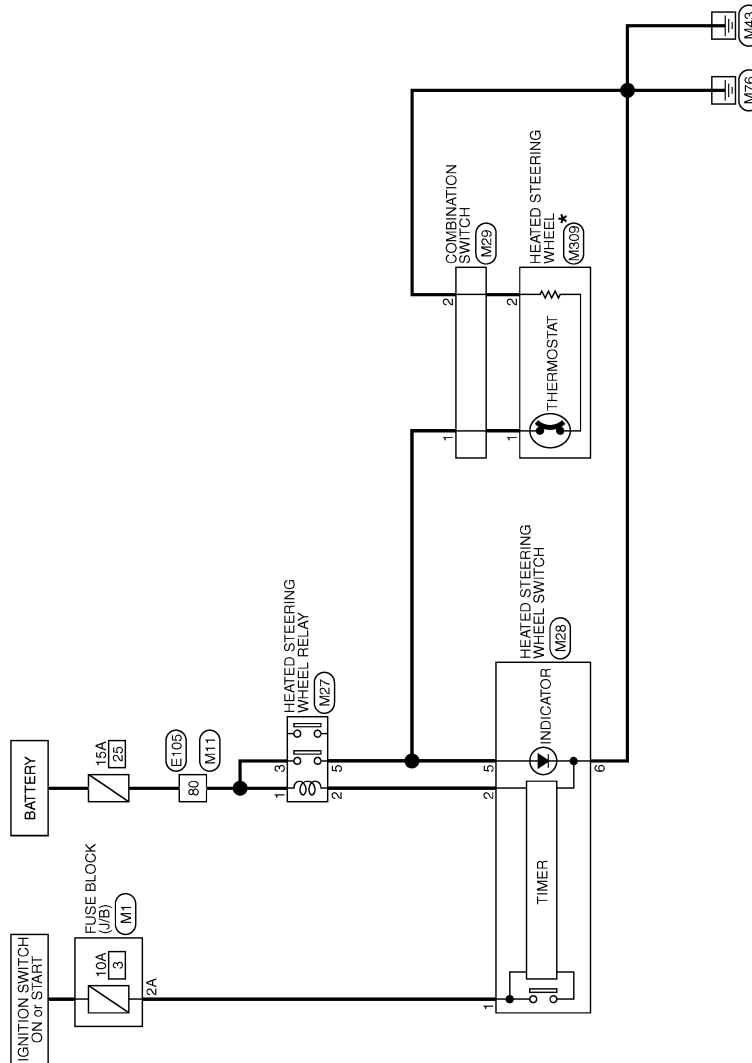 IGNITION SWITCH
ON or START
FUSE BLOCK
(J/B)
M1
10A
3
2A
BATTERY
15A
25
E105
80
M11
HEATED STEERING
WHEEL RELAY
M27
1
3
2
5
HEATED STEERING
WHEEL SWITCH
M28
1
2
5
TIMER
INDICATOR
6
COMBINATION
SWITCH
M29
1
2
HEATED STEERING
WHEEL *
M309
1
2
THERMOSTAT
M76
M43